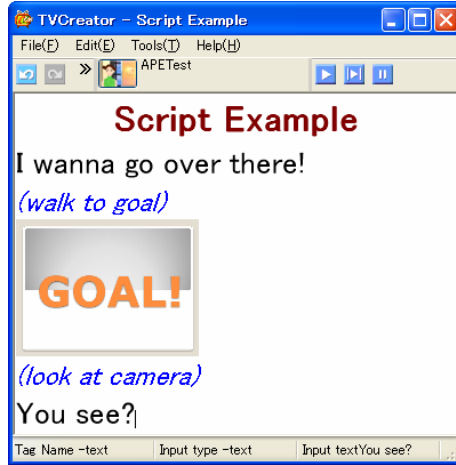 TVCreator - Script Example
File(F) Edit(E) Tools(T) Help(H)
» APETest
Script Example
I wanna go over there!
(walk to goal)
GOAL!
(look at camera)
You see?
Tag Name -text Input type -text Input textYou see?